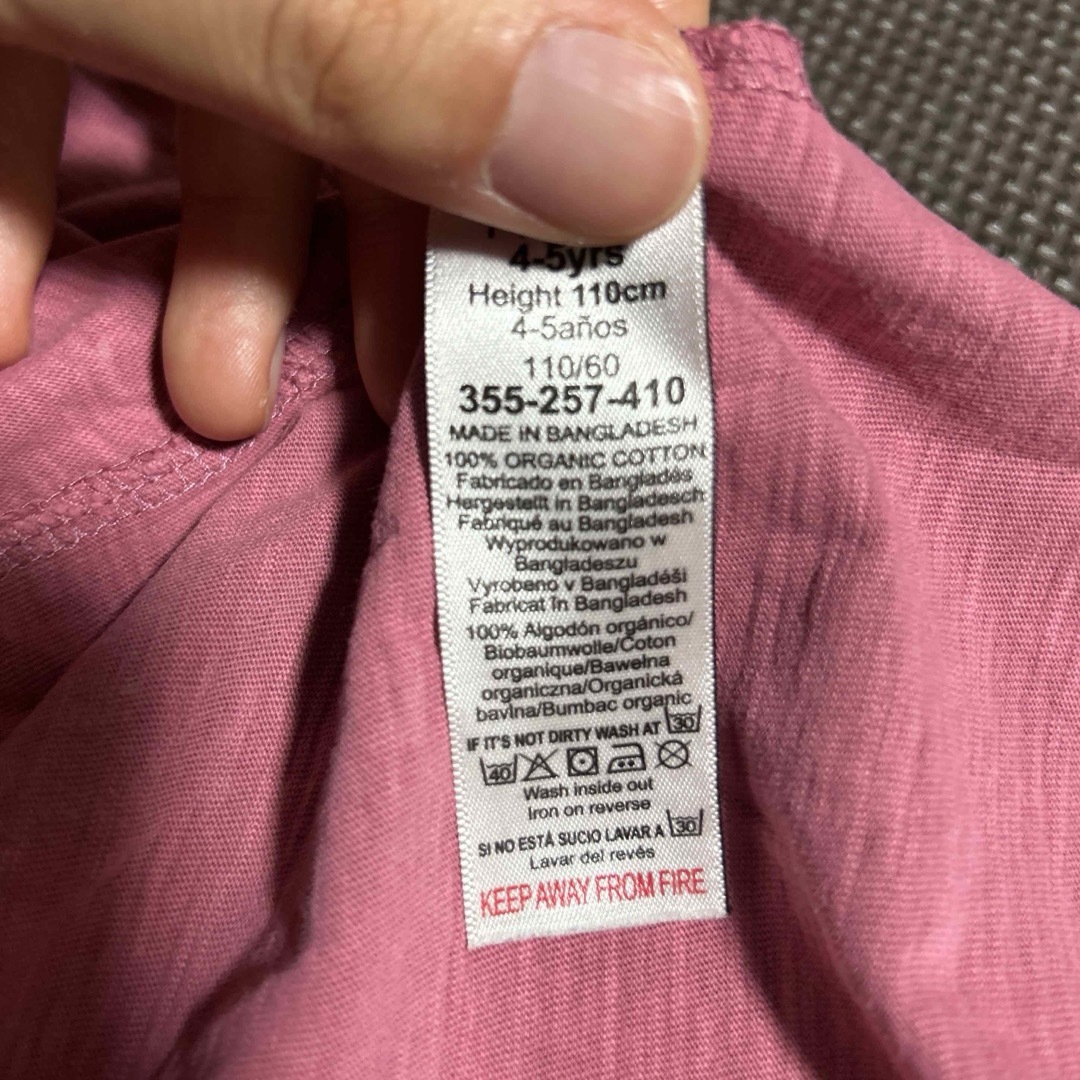 4-5yrs
Height 110cm
4-5años
110/60
355-257-410
MADE IN BANGLADESH
100% ORGANIC COTTON
Fabricado en Bangladés
Hergestellt in Bangladesch
Fabriqué au Bangladesh
Wyprodukowano w
Bangladeszu
Vyrobeno v Bangladéši
Fabricat în Bangladesh
100% Algodón orgánico/
Biobaumwolle/Coton
organique/Bawełna
organiczna/Organická
bavlna/Bumbac organic
IF IT'S NOT DIRTY WASH AT 30
40
Wash inside out
Iron on reverse
SI NO ESTÁ SUCIO LAVAR A 30
Lavar del revés
KEEP AWAY FROM FIRE